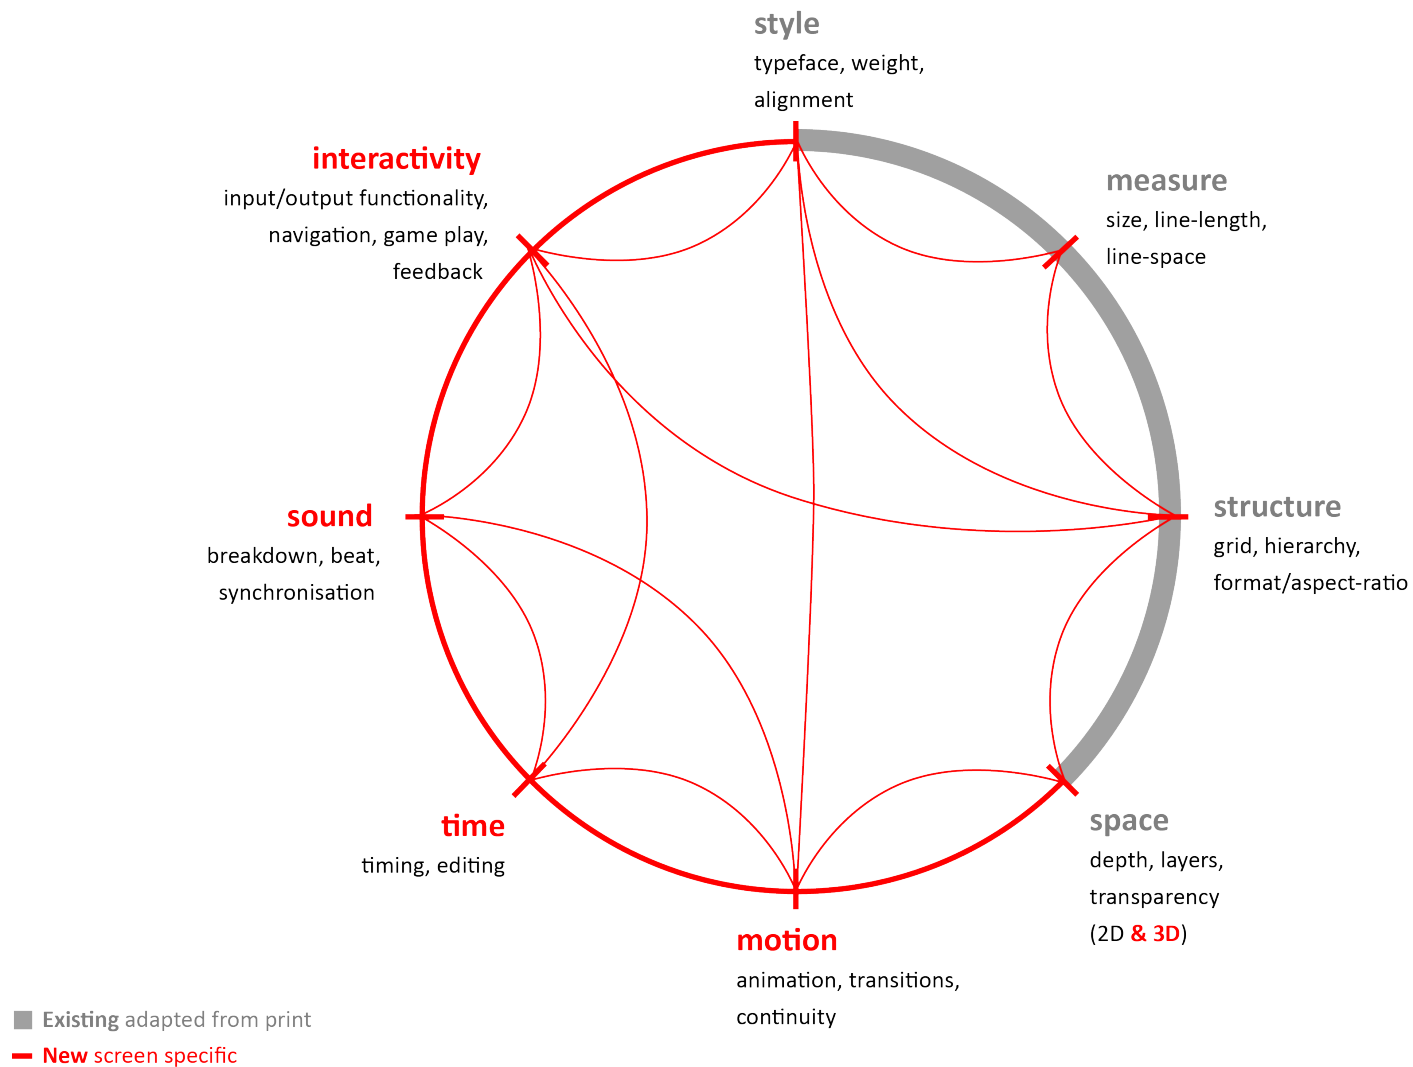 style
typeface, weight,
alignment
measure
size, line-length,
line-space
structure
grid, hierarchy,
format/aspect-ratio
space
depth, layers,
transparency
(2D & 3D)
motion
animation, transitions,
continuity
time
timing, editing
sound
breakdown, beat,
synchronisation
interactivity
input/output functionality,
navigation, game play,
feedback
Existing adapted from print
New screen specific